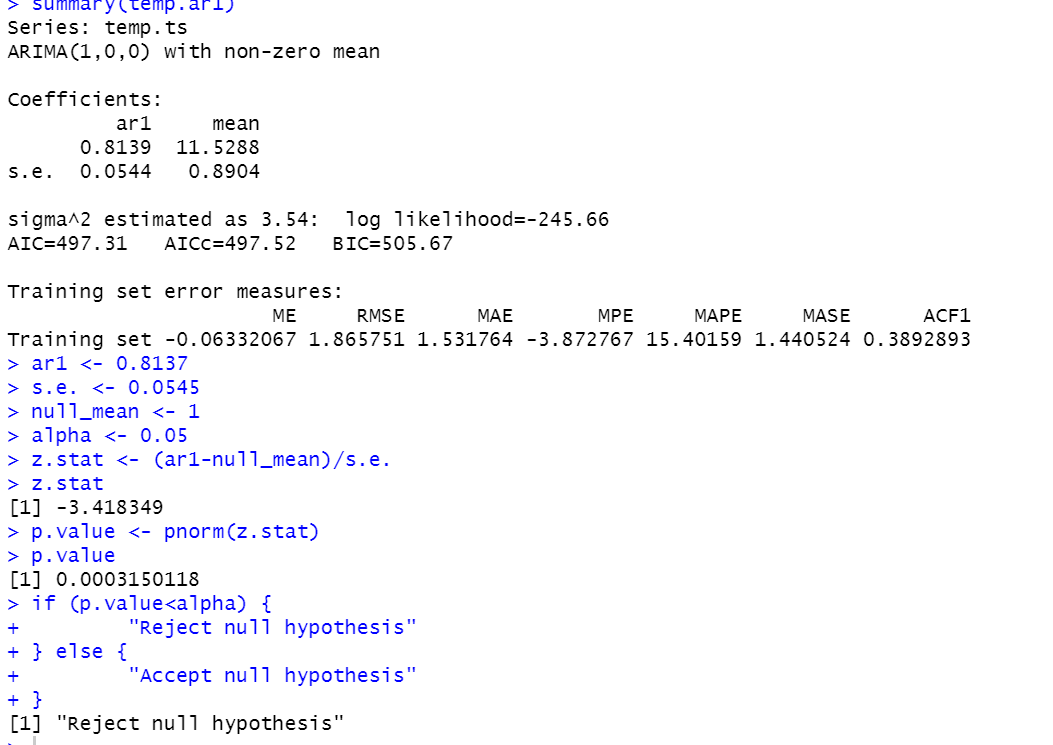 > summary(temp.ar1)
Series: temp.ts
ARIMA(1,0,0) with non-zero mean

Coefficients:
         ar1     mean
      0.8139  11.5288
s.e.  0.0544   0.8904

sigma^2 estimated as 3.54:  log likelihood=-245.66
AIC=497.31   AICc=497.52   BIC=505.67

Training set error measures:
                      ME     RMSE      MAE       MPE     MAPE     MASE      ACF1
Training set -0.06332067 1.865751 1.531764 -3.872767 15.40159 1.440524 0.3892893
> ar1 <- 0.8137
> s.e. <- 0.0545
> null_mean <- 1
> alpha <- 0.05
> z.stat <- (ar1-null_mean)/s.e.
> z.stat
[1] -3.418349
> p.value <- pnorm(z.stat)
> p.value
[1] 0.0003150118
> if (p.value<alpha) {
+         "Reject null hypothesis"
+ } else {
+         "Accept null hypothesis"
+ }
[1] "Reject null hypothesis"
>